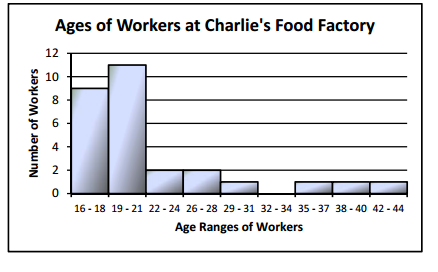 Ages of Workers at Charlie's Food Factory
Number of Workers
12
10
8
6
4
2
0
16 - 18 19 - 21 22 - 24 26 - 28 29 - 31 32 - 34 35 - 37 38 - 40 42 - 44
Age Ranges of Workers